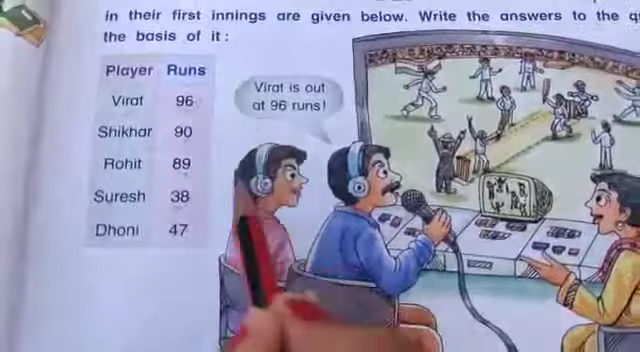 in their first innings are given below. Write the answers to the
the basis of it :
Player Runs
Virat 96
Shikhar 90
Rohit 89
Suresh 38
Dhoni 47
Virat is out
at 96 runs!